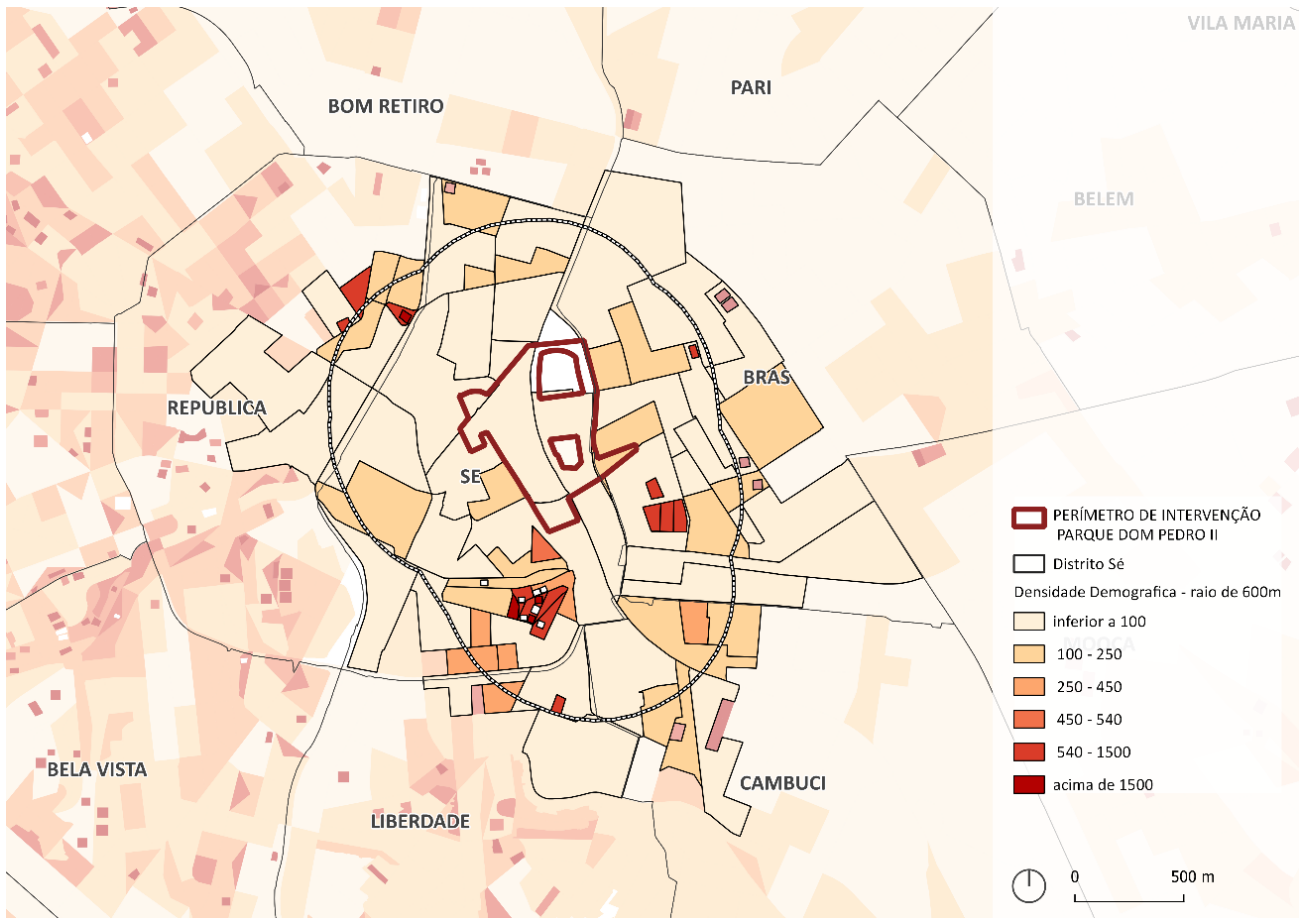 VILA MARIA
PARI
BOM RETIRO
BELEM
BRAS
REPUBLICA
SE
PERÍMETRO DE INTERVENÇÃO
PARQUE DOM PEDRO II
Distrito Sé
Densidade Demografica - raio de 600m
inferior a 100
MOOCA
100 - 250
250 - 450
450 - 540
540 - 1500
acima de 1500
BELA VISTA
CAMBUCI
LIBERDADE
0 500 m